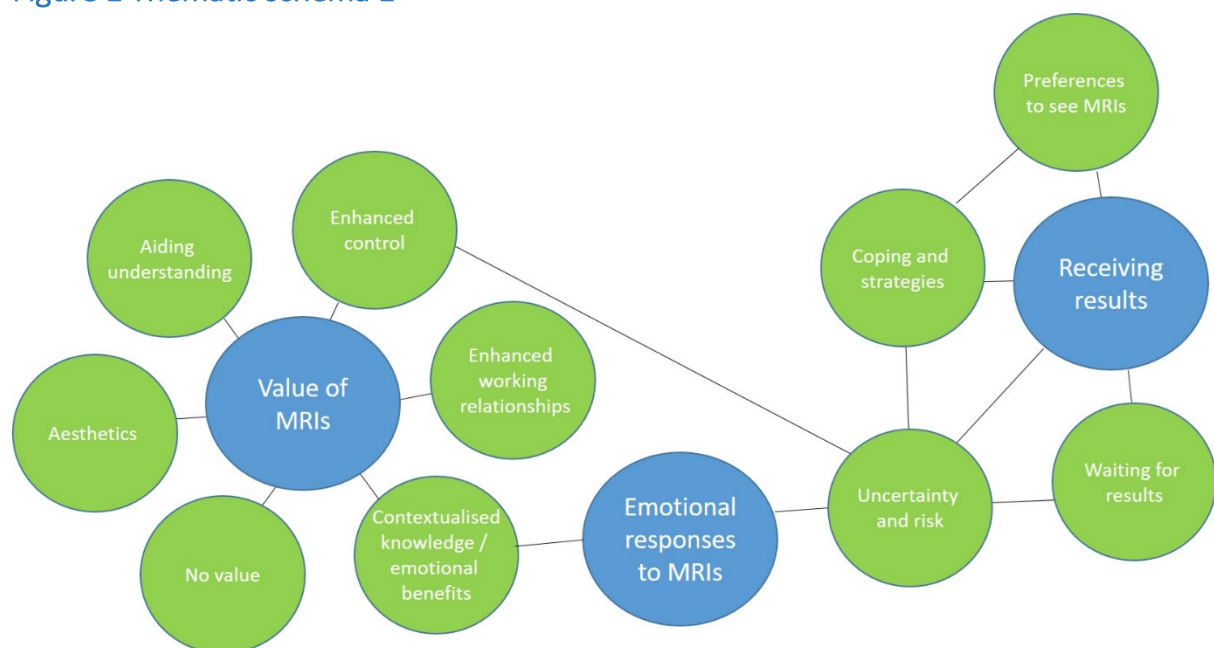 Figure 2 Thematic schema 2
Preferences
to see MRIs
Enhanced
control
Aiding
understanding
Coping and
strategies
Receiving
results
Enhanced
working
relationships
Value of
MRIs
Aesthetics
Waiting for
results
Uncertainty
and risk
Emotional
responses
to MRIs
Contextualised
knowledge /
emotional
benefits
No value